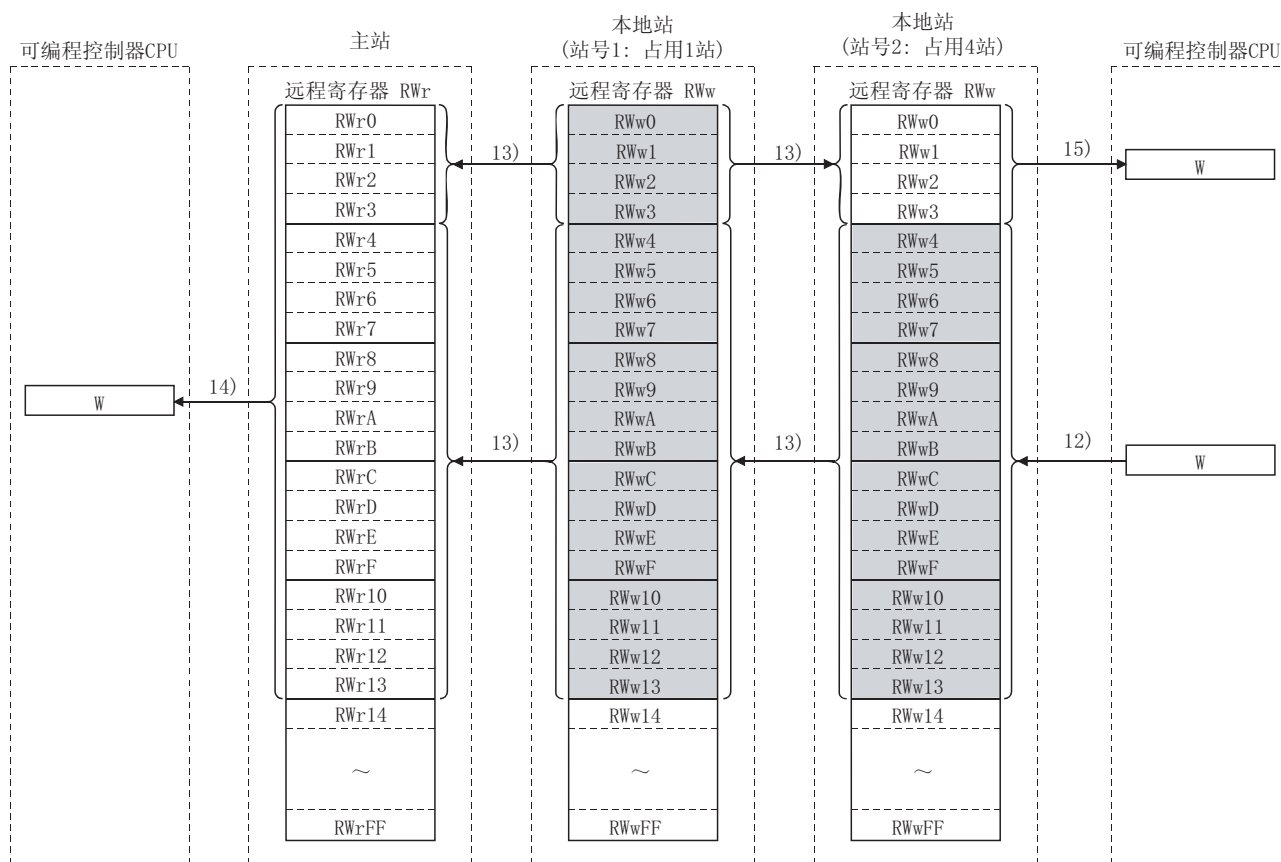 可编程控制器CPU
主站
本地站
(站号1: 占用1站)
本地站
(站号2: 占用4站)
可编程控制器CPU
远程寄存器 RWr
RWr0
RWr1
RWr2
RWr3
RWr4
RWr5
RWr6
RWr7
RWr8
RWr9
RWrA
RWrB
RWrC
RWrD
RWrE
RWrF
RWr10
RWr11
RWr12
RWr13
RWr14
～
RWrFF
远程寄存器 RWw
RWw0
RWw1
RWw2
RWw3
RWw4
RWw5
RWw6
RWw7
RWw8
RWw9
RWwA
RWwB
RWwC
RWwD
RWwE
RWwF
RWw10
RWw11
RWw12
RWw13
RWw14
～
RWwFF
远程寄存器 RWw
RWw0
RWw1
RWw2
RWw3
RWw4
RWw5
RWw6
RWw7
RWw8
RWw9
RWwA
RWwB
RWwC
RWwD
RWwE
RWwF
RWw10
RWw11
RWw12
RWw13
RWw14
～
RWwFF
13)
13)
15)
W
W
14)
13)
13)
12)
W